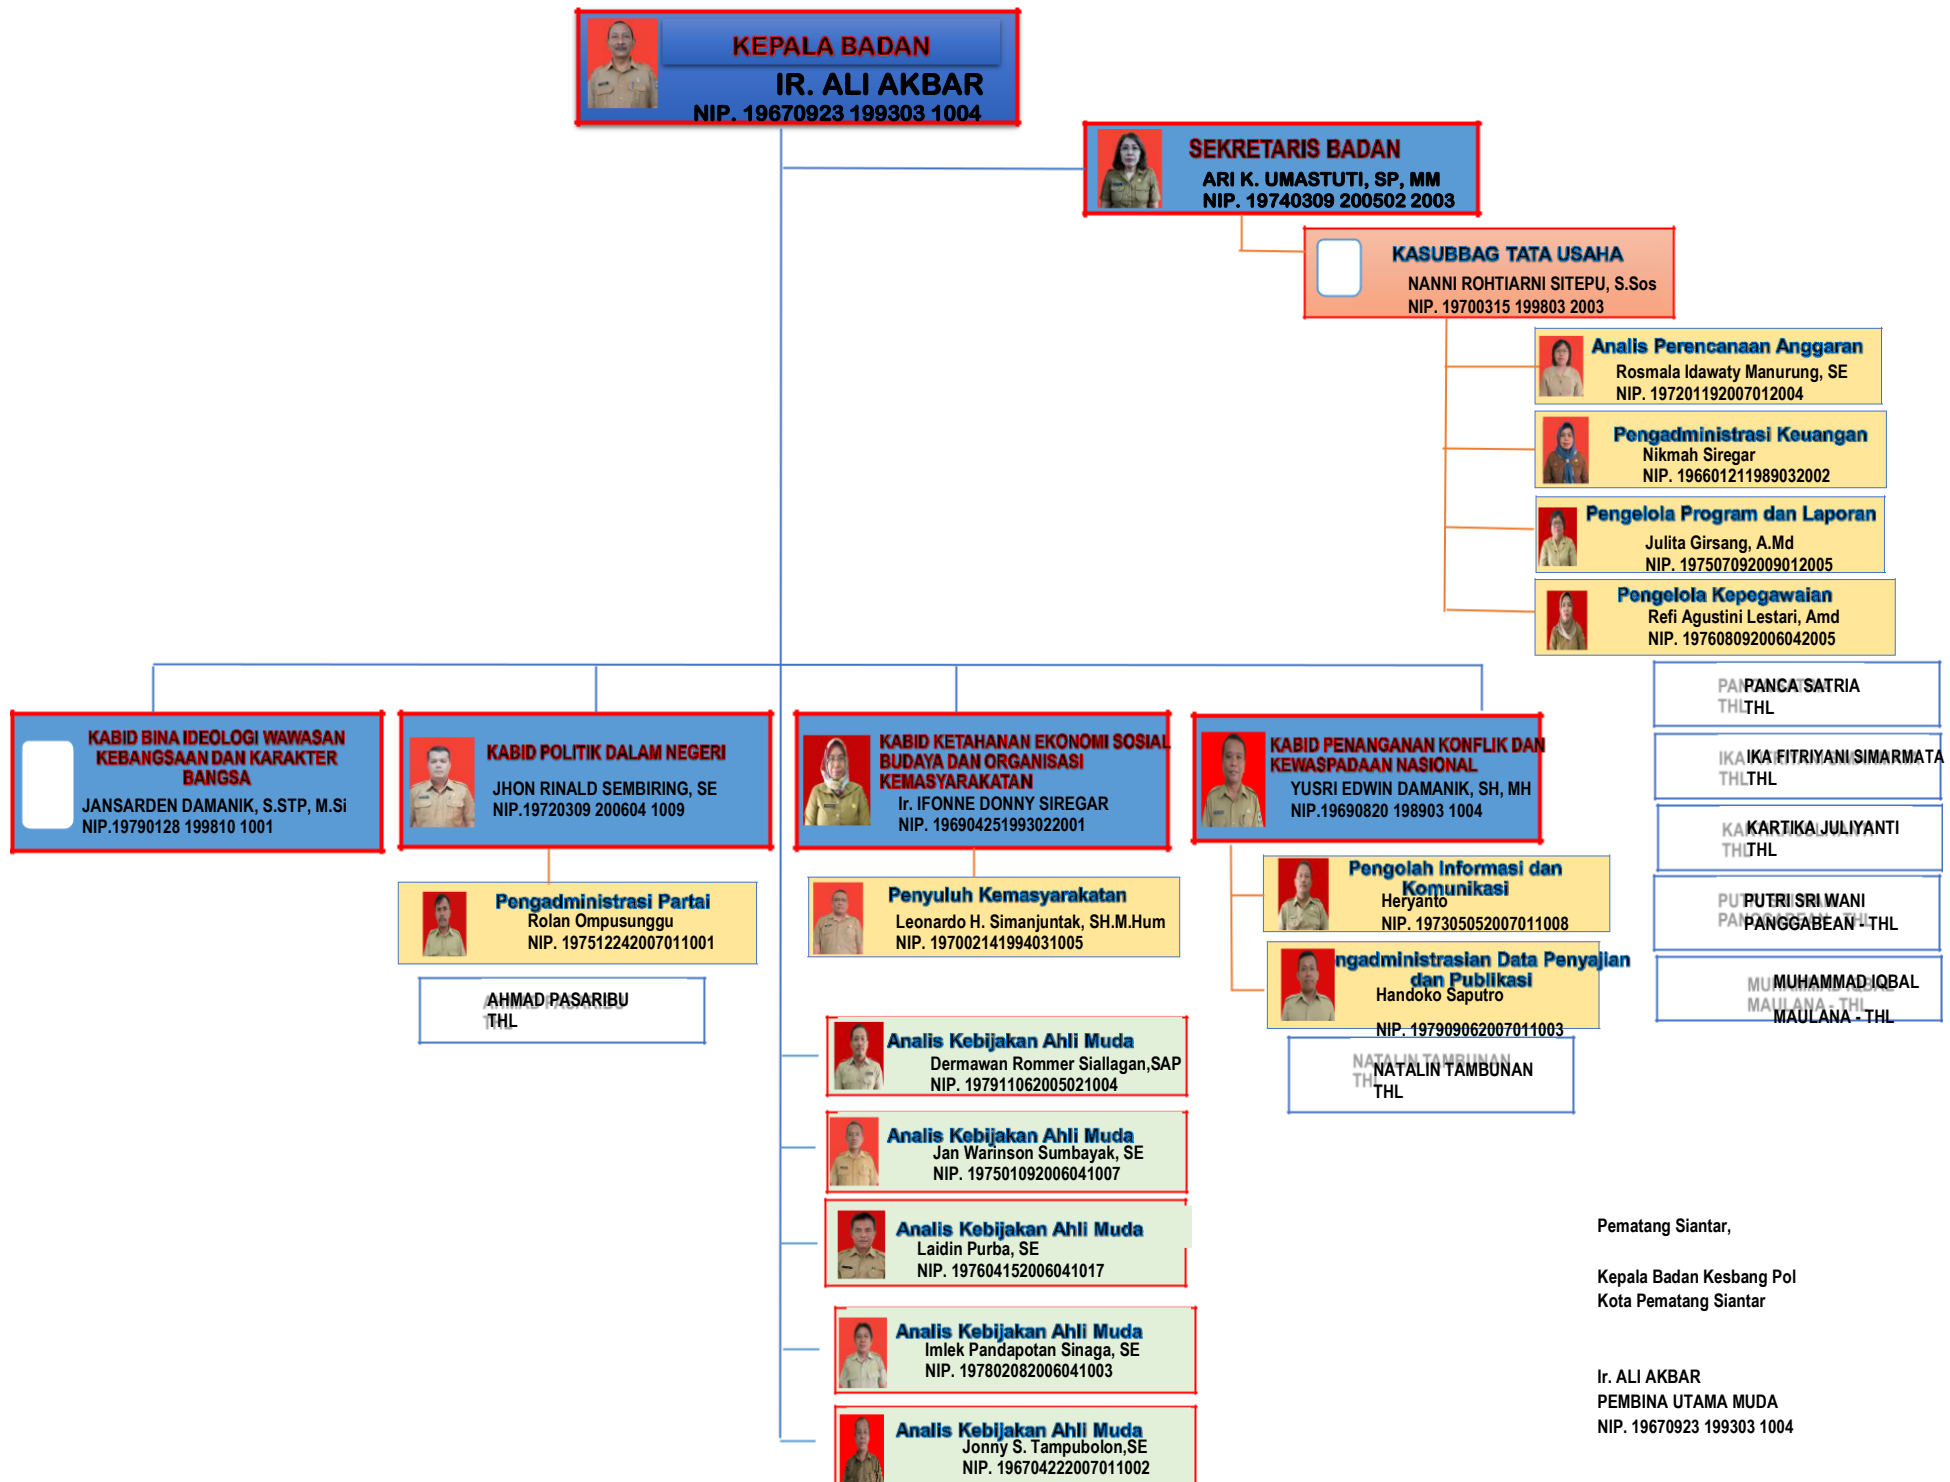 KEPALA BADAN
IR. ALI AKBAR
NIP. 19670923 199303 1004
SEKRETARIS BADAN
ARI K. UMASTUTI, SP, MM
NIP. 19740309 200502 2003
KASUBBAG TATA USAHA
NANNI ROHTIARNI SITEPU, S.Sos
NIP. 19700315 199803 2003
Analis Perencanaan Anggaran
Rosmala Idawaty Manurung, SE
NIP. 197201192007012004
Pengadministrasi Keuangan
Nikmah Siregar
NIP. 196601211989032002
Pengelola Program dan Laporan
Julita Girsang, A.Md
NIP. 197507092009012005
Pengelola Kepegawaian
Refi Agustini Lestari, Amd
NIP. 197608092006042005
PANCA SATRIA
THL
IKA FITRIYANI SIMARMATA
THL
KARTIKA JULIYANTI
THL
PUTRI SRI WANI
PANGGABEAN - THL
MUHAMMAD IQBAL
MAULANA - THL
KABID BINA IDEOLOGI WAWASAN
KEBANGSAAN DAN KARAKTER
BANGSA
JANSARDEN DAMANIK, S.STP, M.Si
NIP.19790128 199810 1001
KABID POLITIK DALAM NEGERI
JHON RINALD SEMBIRING, SE
NIP.19720309 200604 1009
Pengadministrasi Partai
Rolan Ompusunggu
NIP. 197512242007011001
AHMAD PASARIBU
THL
KABID KETAHANAN EKONOMI SOSIAL
BUDAYA DAN ORGANISASI
KEMASYARAKATAN
Ir. IFONNE DONNY SIREGAR
NIP. 196904251993022001
Penyuluh Kemasyarakatan
Leonardo H. Simanjuntak, SH.M.Hum
NIP. 197002141994031005
KABID PENANGANAN KONFLIK DAN
KEWASPADAAN NASIONAL
YUSRI EDWIN DAMANIK, SH, MH
NIP.19690820 198903 1004
Pengolah Informasi dan
Komunikasi
Heryanto
NIP. 197305052007011008
ngadministrasian Data Penyajian
dan Publikasi
Handoko Saputro
NIP. 197909062007011003
NATALIN TAMBUNAN
THL
Analis Kebijakan Ahli Muda
Dermawan Rommer Siallagan,SAP
NIP. 197911062005021004
Analis Kebijakan Ahli Muda
Jan Warinson Sumbayak, SE
NIP. 197501092006041007
Analis Kebijakan Ahli Muda
Laidin Purba, SE
NIP. 197604152006041017
Analis Kebijakan Ahli Muda
Imlek Pandapotan Sinaga, SE
NIP. 197802082006041003
Analis Kebijakan Ahli Muda
Jonny S. Tampubolon,SE
NIP. 196704222007011002
Pematang Siantar,
Kepala Badan Kesbang Pol
Kota Pematang Siantar
Ir. ALI AKBAR
PEMBINA UTAMA MUDA
NIP. 19670923 199303 1004